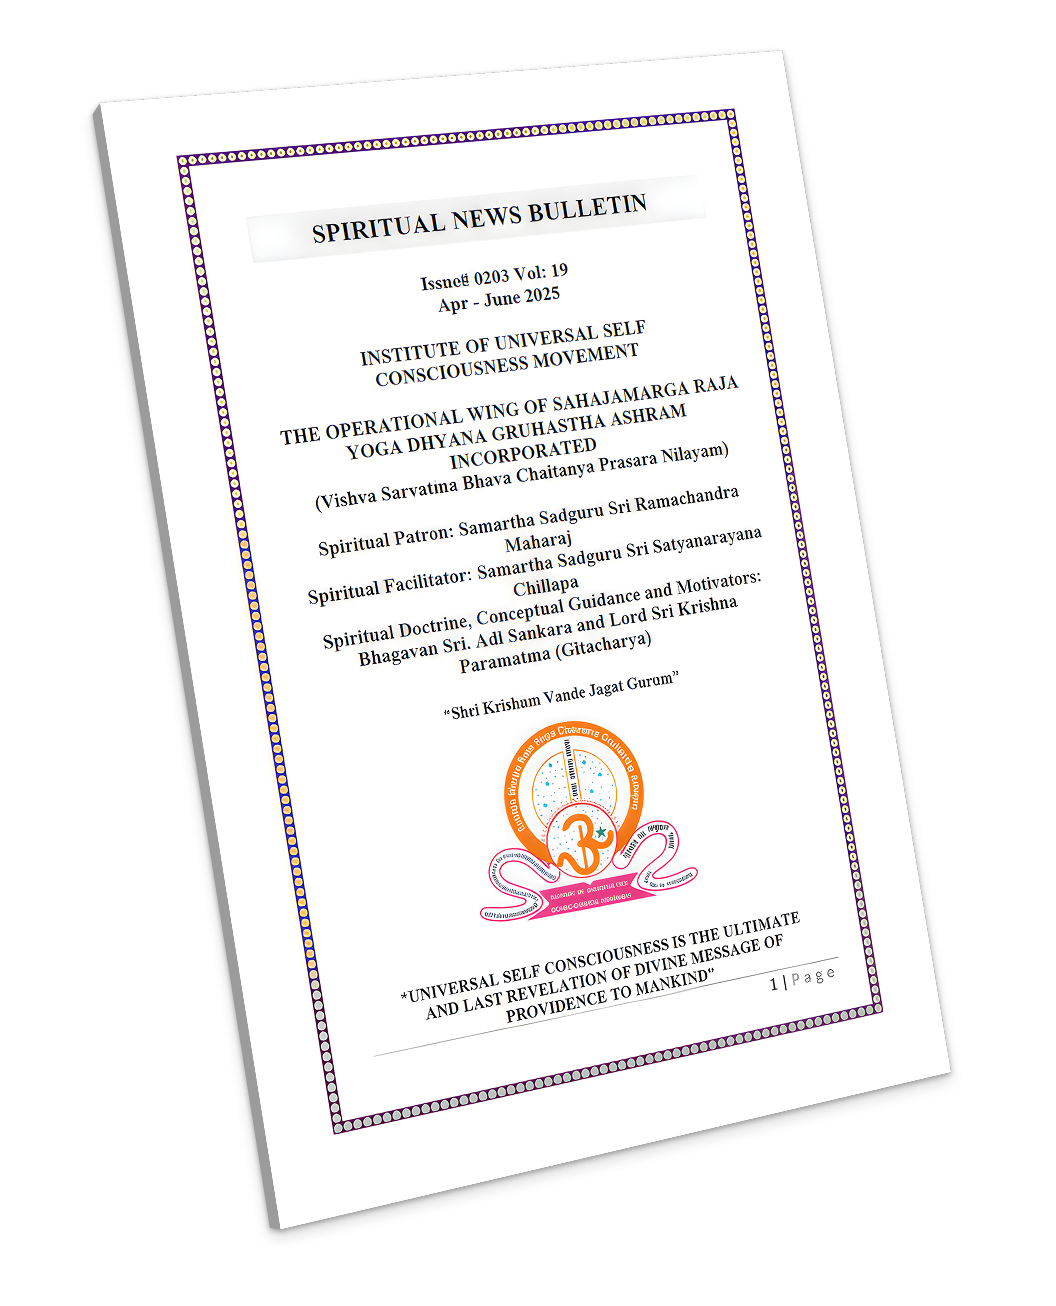 SPIRITUAL NEWS BULLETIN
Issne# 0203 Vol: 19
Apr - June 2025
INSTITUTE OF UNIVERSAL SELF
CONSCIOUSNESS MOVEMENT
THE OPERATIONAL WING OF SAHAJAMARGA RAJA
YOGA DHYANA GRUHASTHA ASHRAM
INCORPORATED
(Vishva Sarvatma Bhava Chaitanya Prasara Nilayam)
Spiritual Patron: Samartha Sadguru Sri Ramachandra
Maharaj
Spiritual Facilitator: Samartha Sadguru Sri Satyanarayana
Chillapa
Spiritual Doctrine, Conceptual Guidance and Motivators:
Bhagavan Sri. Adl Sankara and Lord Sri Krishna
Paramatma (Gitacharya)
“Shri Krishum Vande Jagat Gurum”
"UNIVERSAL SELF CONSCIOUSNESS IS THE ULTIMATE
AND LAST REVELATION OF DIVINE MESSAGE OF
PROVIDENCE TO MANKIND"
1 | Page